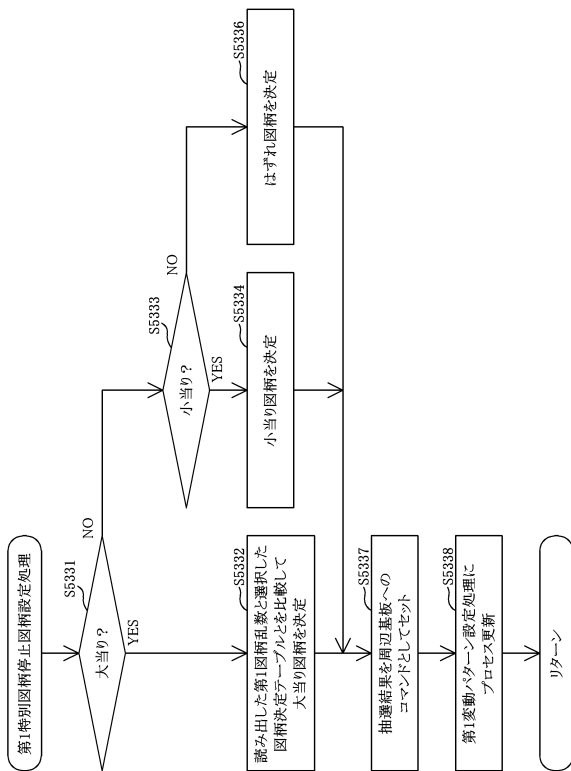 第1特別図柄停止図柄設定処理
S5331
大当り？
NO
YES
S5333
小当り？
NO
YES
S5332
読み出した第1図柄乱数と選択した
図柄決定テーブルとを比較して
大当り図柄を決定
S5334
小当り図柄を決定
S5336
はずれ図柄を決定
S5337
抽選結果を周辺基板への
コマンドとしてセット
S5338
第1変動パターン設定処理に
プロセス更新
リターン